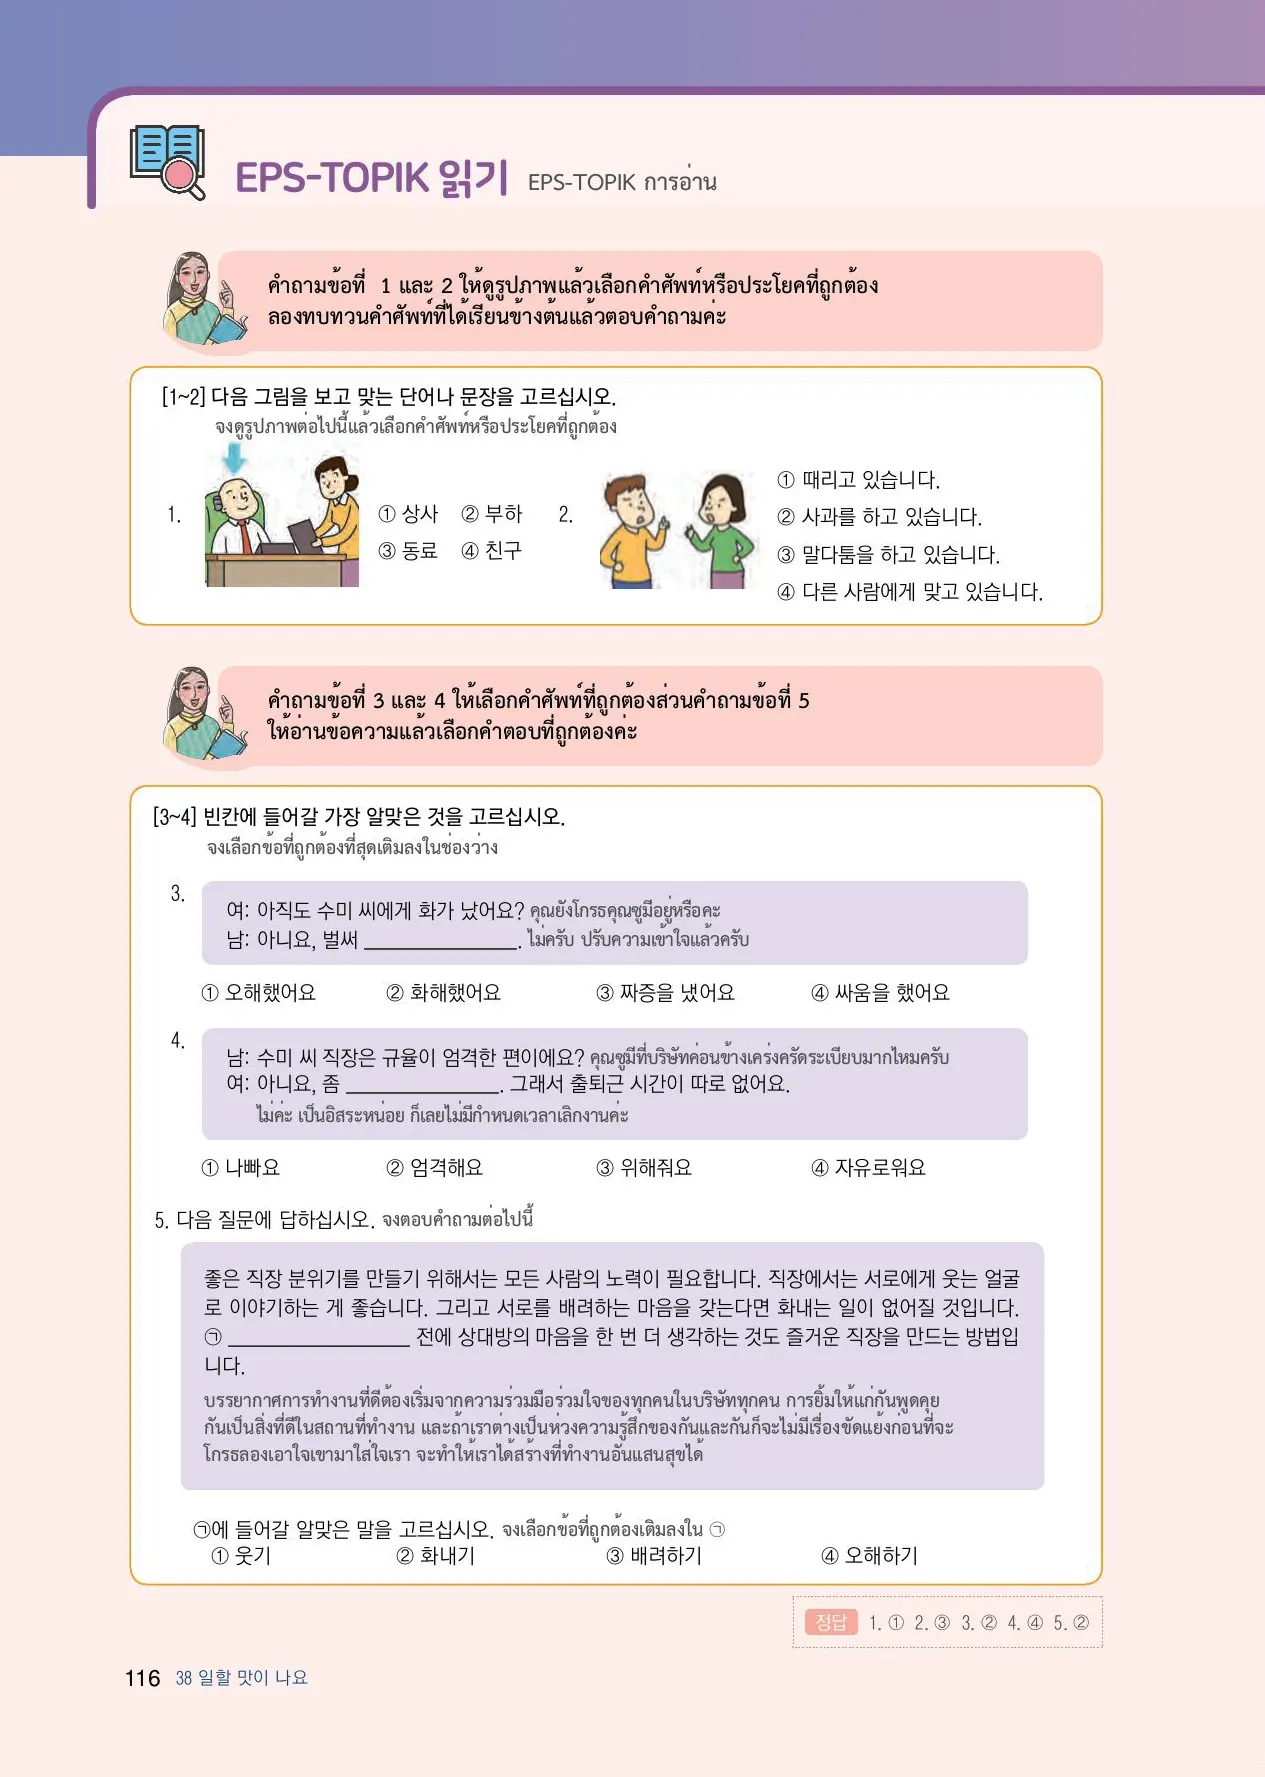 EPS-TOPIK 읽기 EPS-TOPIK การอ่าน
คำถามข้อที่ 1 และ 2 ให้ดูรูปภาพแล้วเลือกคำศัพท์หรือประโยคที่ถูกต้อง
ลองทบทวนคำศัพท์ที่ได้เรียนข้างต้นแล้วตอบคำถามค่ะ
[1~2] 다음 그림을 보고 맞는 단어나 문장을 고르십시오.
จงดูรูปภาพต่อไปนี้แล้วเลือกคำศัพท์หรือประโยคที่ถูกต้อง
1.
① 상사 ② 부하
③ 동료 ④ 친구
2.
① 때리고 있습니다.
② 사과를 하고 있습니다.
③ 말다툼을 하고 있습니다.
④ 다른 사람에게 맞고 있습니다.
คำถามข้อที่ 3 และ 4 ให้เลือกคำศัพท์ที่ถูกต้องส่วนคำถามข้อที่ 5
ให้อ่านข้อความแล้วเลือกคำตอบที่ถูกต้องค่ะ
[3~4] 빈칸에 들어갈 가장 알맞은 것을 고르십시오.
จงเลือกข้อที่ถูกต้องที่สุดเติมลงในช่องว่าง
3.
여: 아직도 수미 씨에게 화가 났어요? คุณยังโกรธคุณซูมีอยู่หรือคะ
남: 아니요, 벌써 ______________. ไม่ครับ ปรับความเข้าใจแล้วครับ
① 오해했어요 ② 화해했어요 ③ 짜증을 냈어요 ④ 싸움을 했어요
4.
남: 수미 씨 직장은 규율이 엄격한 편이에요? คุณซูมีที่บริษัทค่อนข้างเคร่งครัดระเบียบมากไหมครับ
여: 아니요, 좀 ______________. 그래서 출퇴근 시간이 따로 없어요.
ไม่ค่ะ เป็นอิสระหน่อย ก็เลยไม่มีกำหนดเวลาเลิกงานค่ะ
① 나빠요 ② 엄격해요 ③ 위해줘요 ④ 자유로워요
5. 다음 질문에 답하십시오. จงตอบคำถามต่อไปนี้
좋은 직장 분위기를 만들기 위해서는 모든 사람의 노력이 필요합니다. 직장에서는 서로에게 웃는 얼굴
로 이야기하는 게 좋습니다. 그리고 서로를 배려하는 마음을 갖는다면 화내는 일이 없어질 것입니다.
㉠ ________________ 전에 상대방의 마음을 한 번 더 생각하는 것도 즐거운 직장을 만드는 방법입
니다.
บรรยากาศการทำงานที่ดีต้องเริ่มจากความร่วมมือร่วมใจของทุกคนในบริษัททุกคน การยิ้มให้แก่กันพูดคุย
กันเป็นสิ่งที่ดีในสถานที่ทำงาน และถ้าเราต่างเป็นห่วงความรู้สึกของกันและกันก็จะไม่มีเรื่องขัดแย้งก่อนที่จะ
โกรธลองเอาใจเขามาใส่ใจเรา จะทำให้เราได้สร้างที่ทำงานอันแสนสุขได้
㉠에 들어갈 알맞은 말을 고르십시오. จงเลือกข้อที่ถูกต้องเติมลงใน ㉠
① 웃기 ② 화내기 ③ 배려하기 ④ 오해하기
정답 1. ① 2. ③ 3. ② 4. ④ 5. ②
116 38 일할 맛이 나요